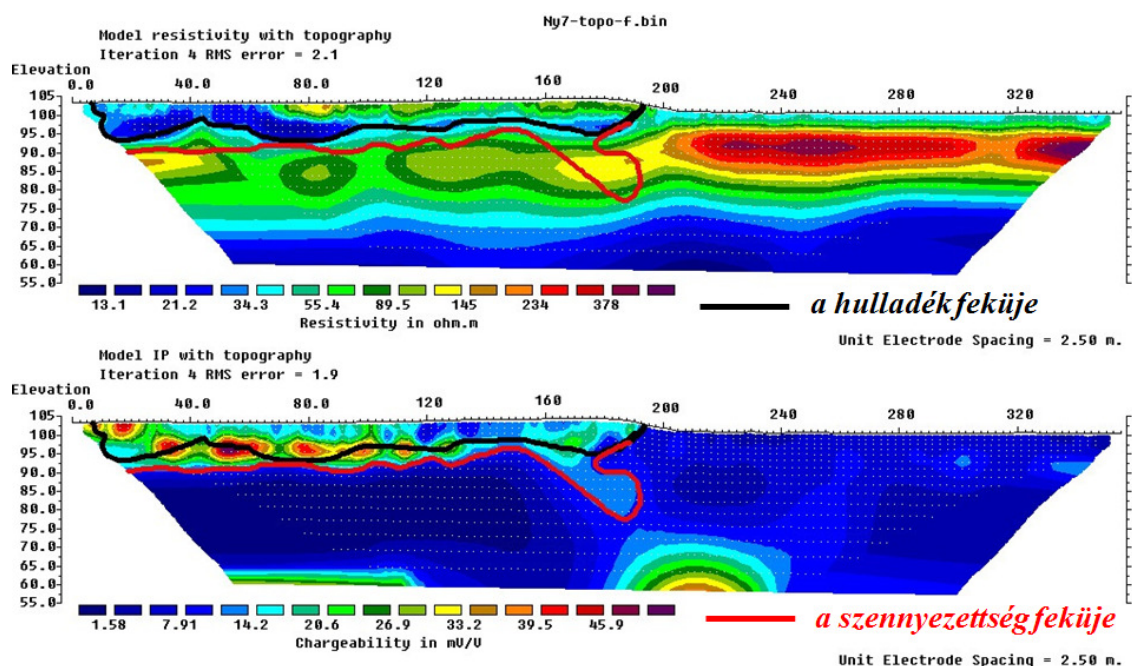 Ny7-topo-f.bin
Model resistivity with topography
Iteration 4 RMS error = 2.1
Elevation
0.0 40.0 80.0 120 160 200 240 280 320
105
100
95.0
90.0
85.0
80.0
75.0
70.0
65.0
60.0
55.0
13.1 21.2 34.3 55.4 89.5 145 234 378
Resistivity in ohm.m
a hulladék feküje
Unit Electrode Spacing = 2.50 m.
Model IP with topography
Iteration 4 RMS error = 1.9
Elevation
0.0 40.0 80.0 120 160 200 240 280 320
105
100
95.0
90.0
85.0
80.0
75.0
70.0
65.0
60.0
55.0
1.58 7.91 14.2 20.6 26.9 33.2 39.5 45.9
Chargeability in mV/V
a szennyezettség feküje
Unit Electrode Spacing = 2.50 m.